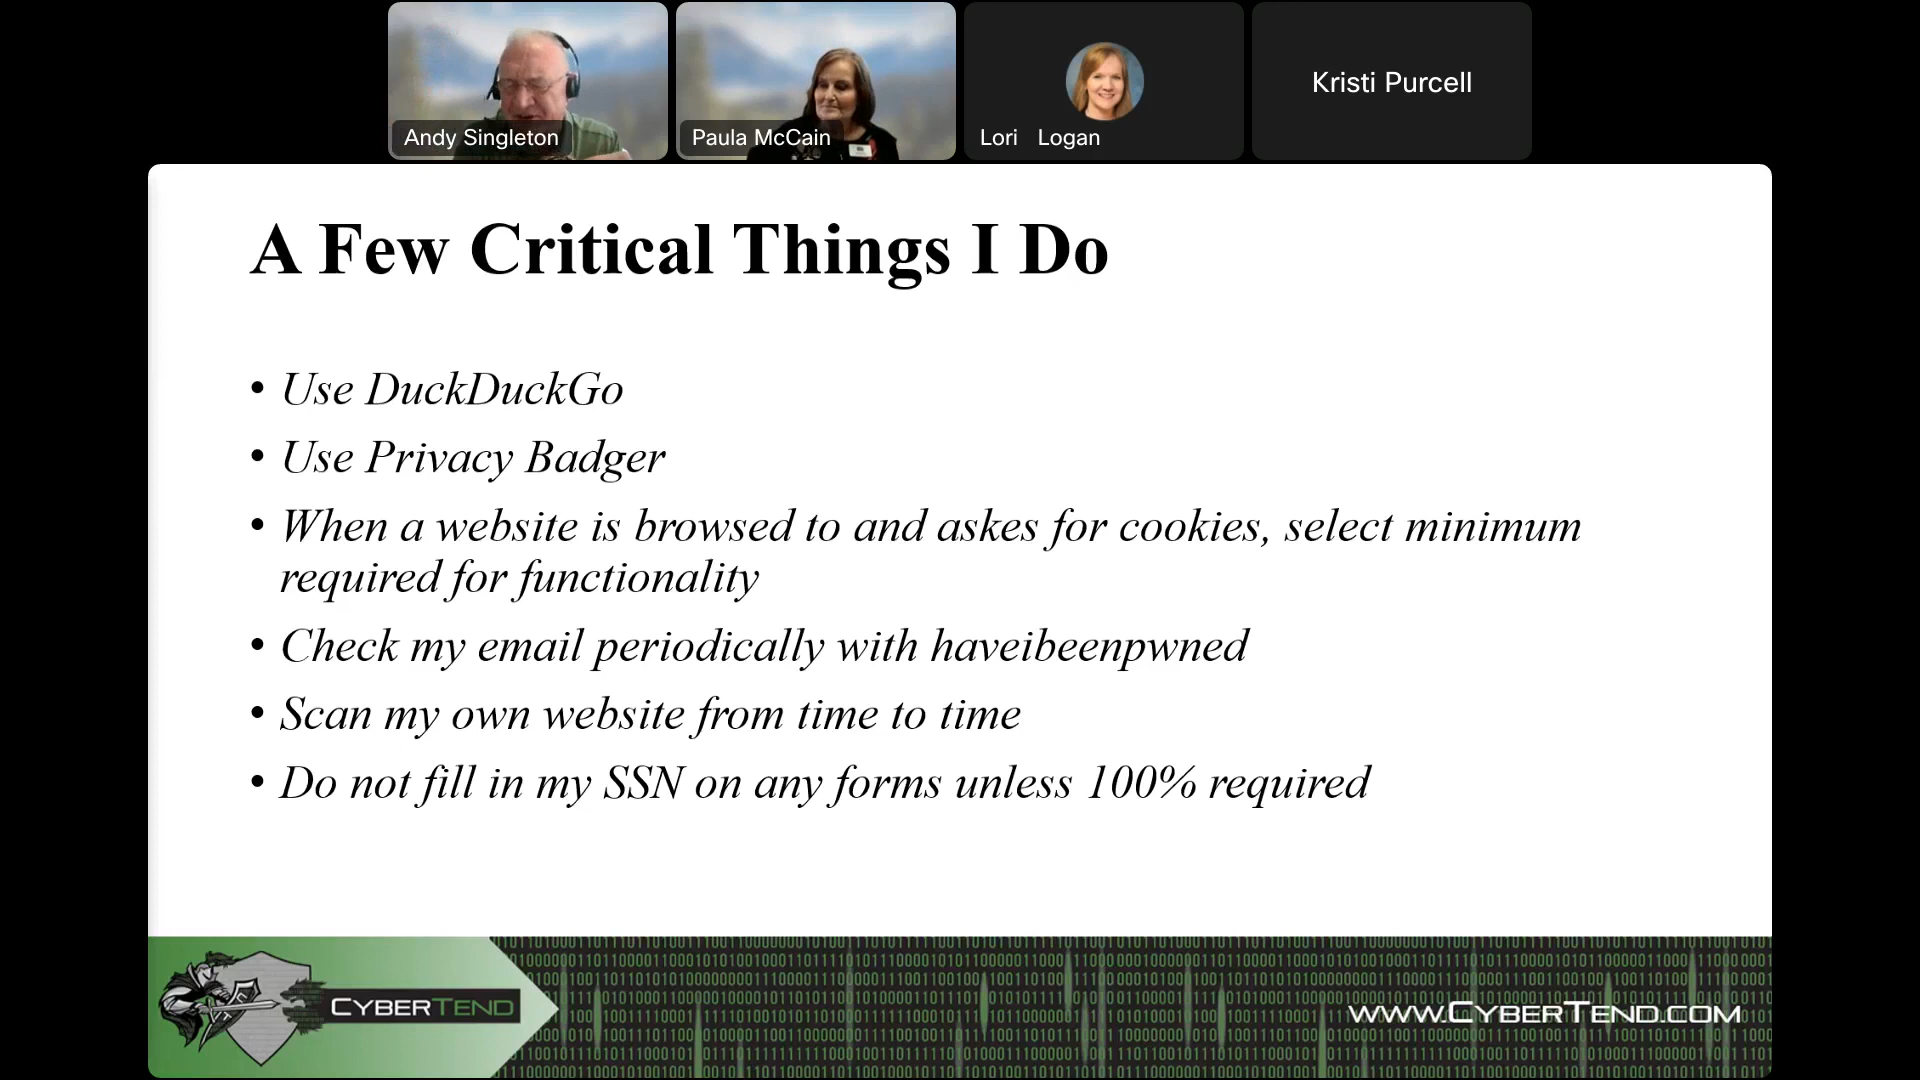 Andy Singleton
Paula McCain
Lori Logan
Kristi Purcell
A Few Critical Things I Do
• Use DuckDuckGo
• Use Privacy Badger
• When a website is browsed to and askes for cookies, select minimum
required for functionality
• Check my email periodically with haveibeenpwned
• Scan my own website from time to time
• Do not fill in my SSN on any forms unless 100% required
CYBERTEND
WWW.CYBERTEND.COM